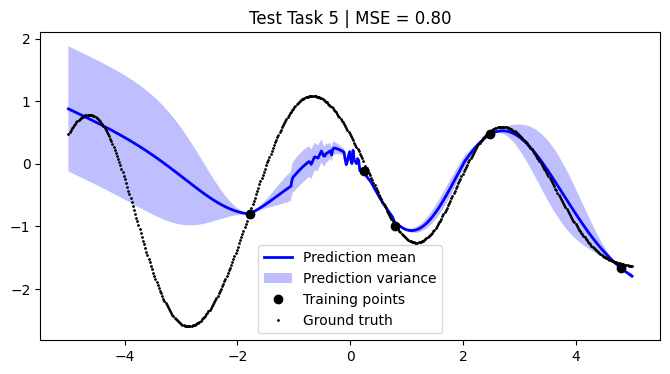 Test Task 5 | MSE = 0.80
2
1
0
−1
−2
Prediction mean
Prediction variance
Training points
Ground truth
−4 −2 0 2 4